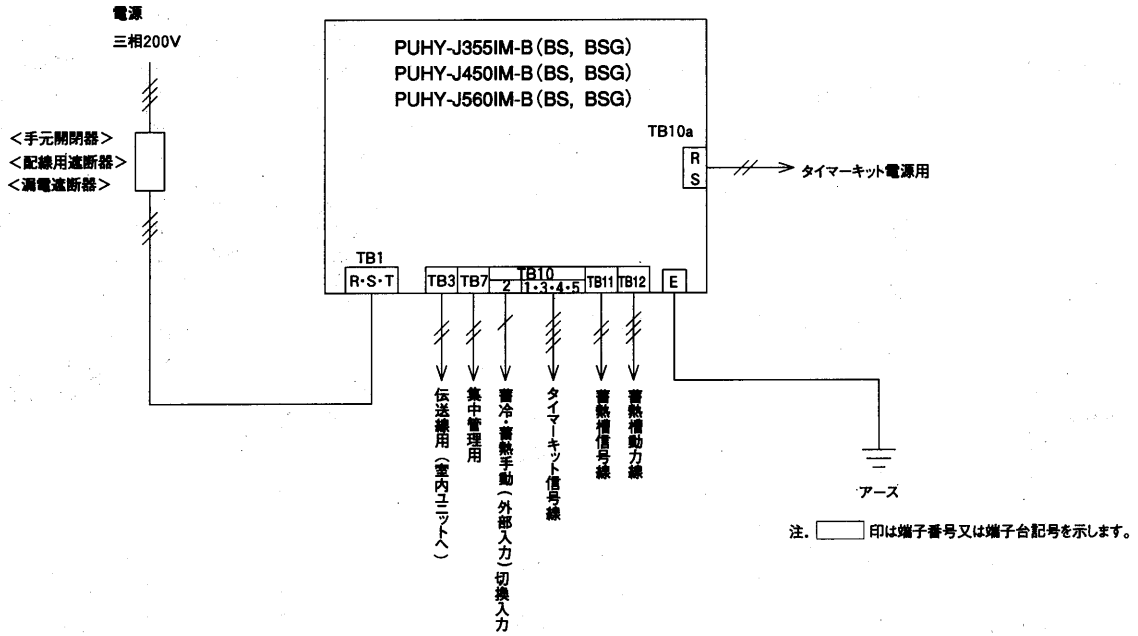 電源
三相200V
<手元開閉器>
<配線用遮断器>
<漏電遮断器>
PUHY-J355IM-B(BS, BSG)
PUHY-J450IM-B(BS, BSG)
PUHY-J560IM-B(BS, BSG)
TB10a
R
S
タイマーキット電源用
TB1
R・S・T
TB3
TB7
TB10
2
1・3・4・5
TB11
TB12
E
伝送線用(室内ユニットへ)
集中管理用
蓄冷・蓄熱手動(外部入力)切換入力
タイマーキット信号線
蓄熱槽信号線
蓄熱槽動力線
アース
注. 印は端子番号又は端子台記号を示します。